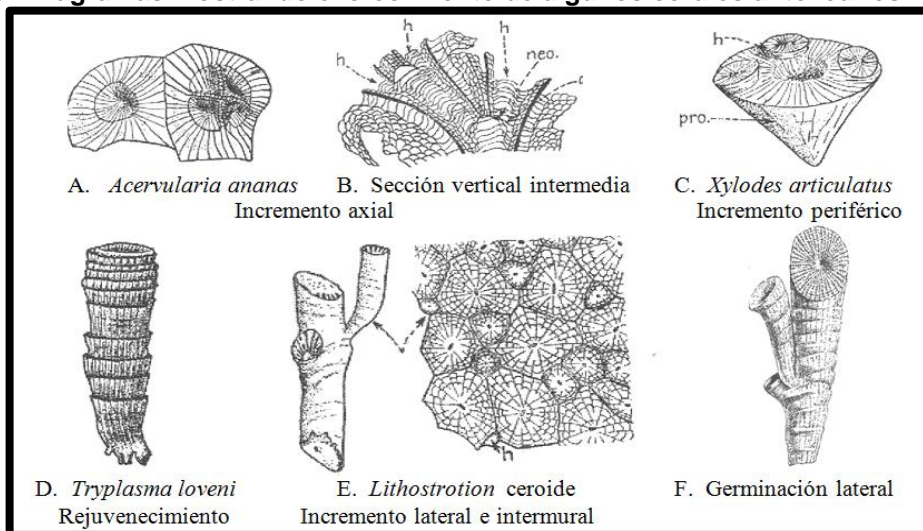 h
h
h
neo.
c
h
pro.
A. Acervularia ananas
B. Sección vertical intermedia
C. Xylodes articulatus
Incremento axial
Incremento periférico
h
D. Tryplasma loveni
E. Lithostrotion ceroide
F. Germinación lateral
Rejuvenecimiento
Incremento lateral e intermural